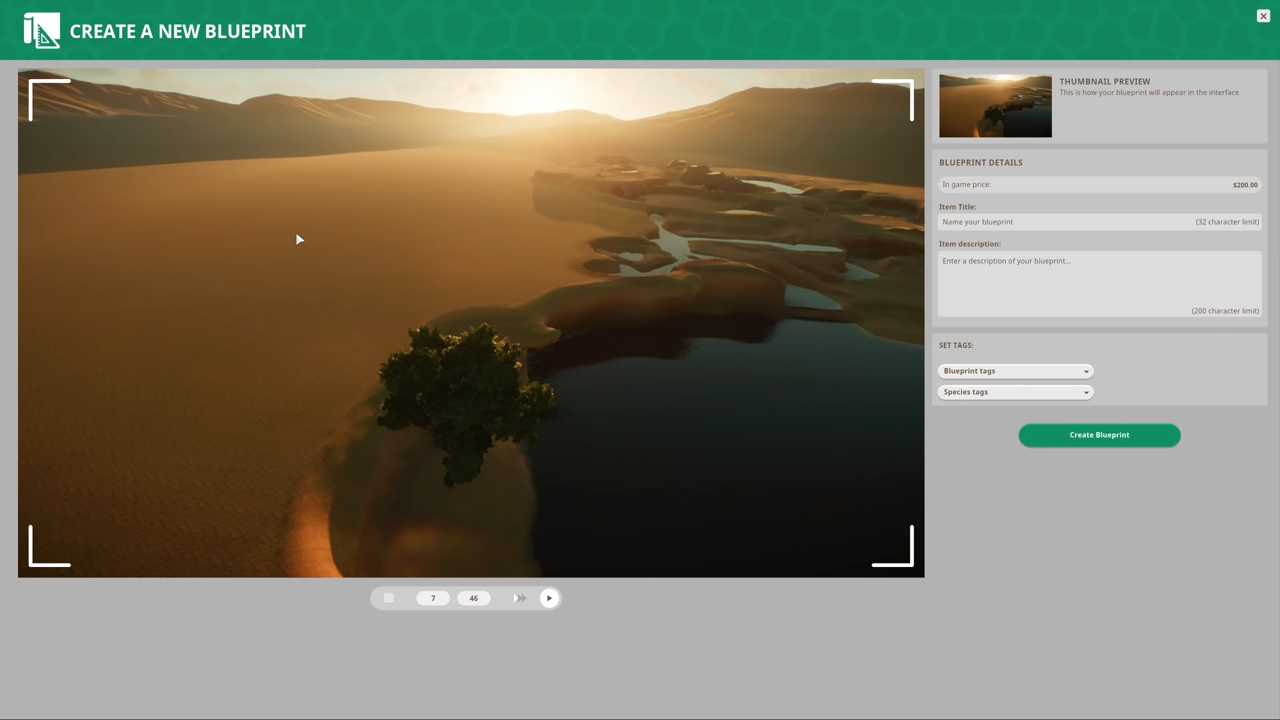 CREATE A NEW BLUEPRINT
THUMBNAIL PREVIEW
This is how your blueprint will appear in the interface.
BLUEPRINT DETAILS
In game price: $200.00
Item Title:
Name your blueprint (32 character limit)
Item description:
Enter a description of your blueprint...
(200 character limit)
SET TAGS:
Blueprint tags
Species tags
Create Blueprint
7 46